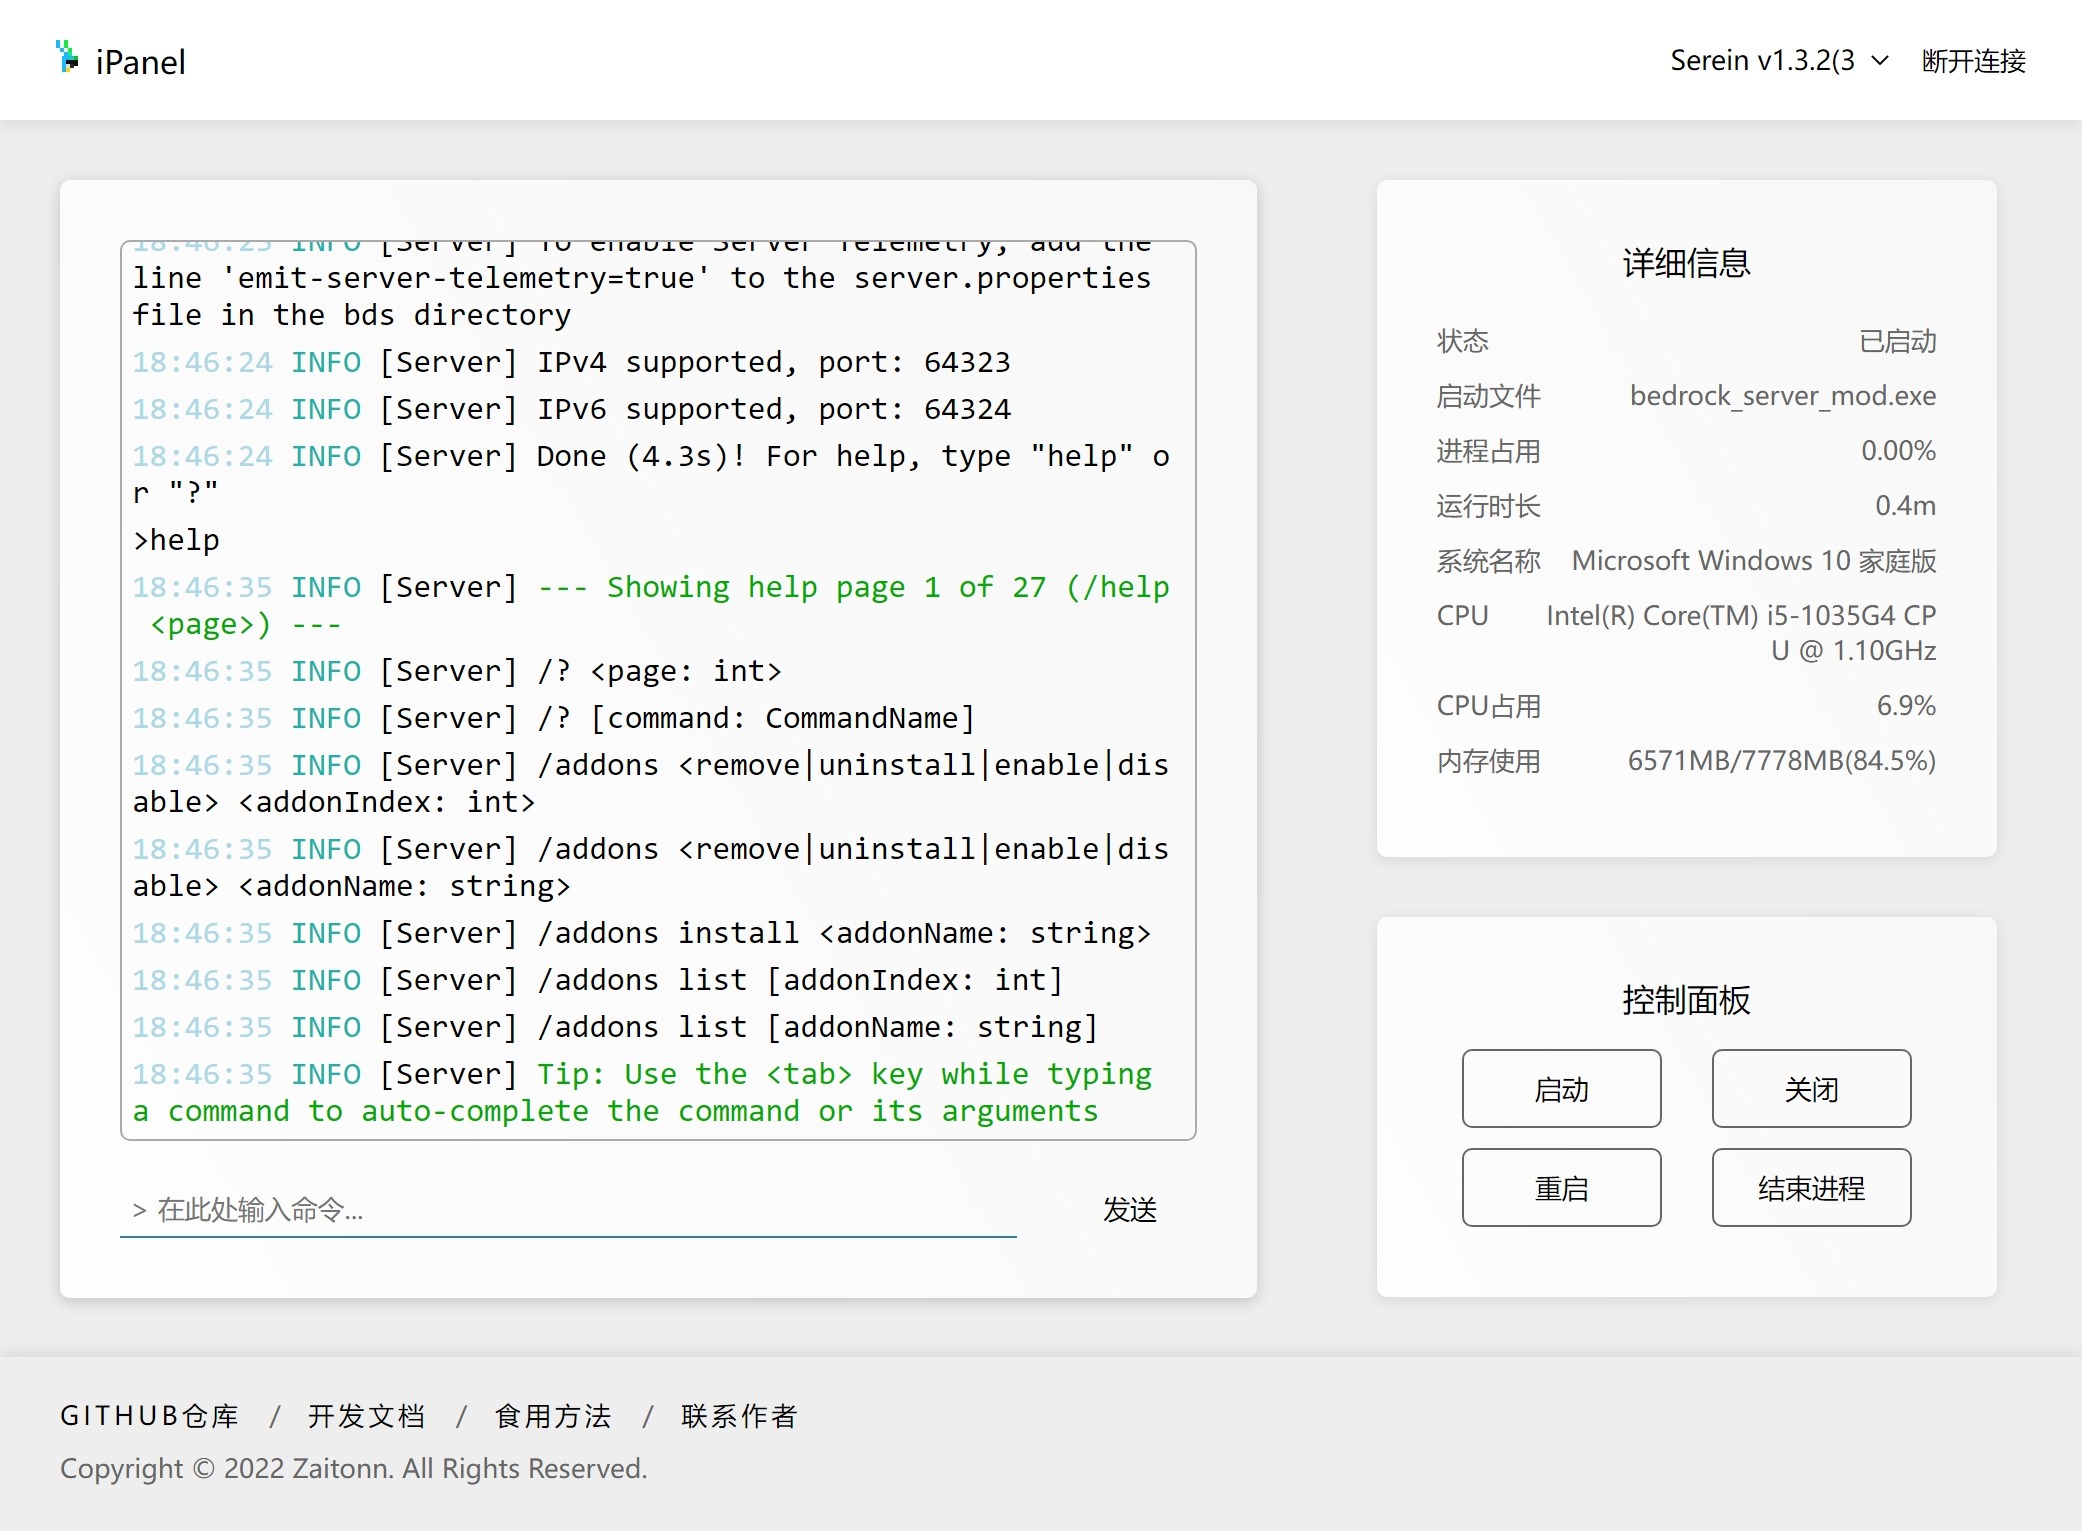 iPanel
Serein v1.3.2(3
断开连接
18:46:23 INFO [Server] To enable Server Telemetry, add the
line 'emit-server-telemetry=true' to the server.properties
file in the bds directory
18:46:24 INFO [Server] IPv4 supported, port: 64323
18:46:24 INFO [Server] IPv6 supported, port: 64324
18:46:24 INFO [Server] Done (4.3s)! For help, type "help" o
r "?"
>help
18:46:35 INFO [Server] --- Showing help page 1 of 27 (/help
<page>) ---
18:46:35 INFO [Server] /? <page: int>
18:46:35 INFO [Server] /? [command: CommandName]
18:46:35 INFO [Server] /addons <remove|uninstall|enable|dis
able> <addonIndex: int>
18:46:35 INFO [Server] /addons <remove|uninstall|enable|dis
able> <addonName: string>
18:46:35 INFO [Server] /addons install <addonName: string>
18:46:35 INFO [Server] /addons list [addonIndex: int]
18:46:35 INFO [Server] /addons list [addonName: string]
18:46:35 INFO [Server] Tip: Use the <tab> key while typing
a command to auto-complete the command or its arguments
> 在此处输入命令...
发送
详细信息
状态 已启动
启动文件 bedrock_server_mod.exe
进程占用 0.00%
运行时长 0.4m
系统名称 Microsoft Windows 10 家庭版
CPU Intel(R) Core(TM) i5-1035G4 CP
U @ 1.10GHz
CPU占用 6.9%
内存使用 6571MB/7778MB(84.5%)
控制面板
启动 关闭
重启 结束进程
GITHUB仓库 / 开发文档 / 食用方法 / 联系作者
Copyright © 2022 Zaitonn. All Rights Reserved.